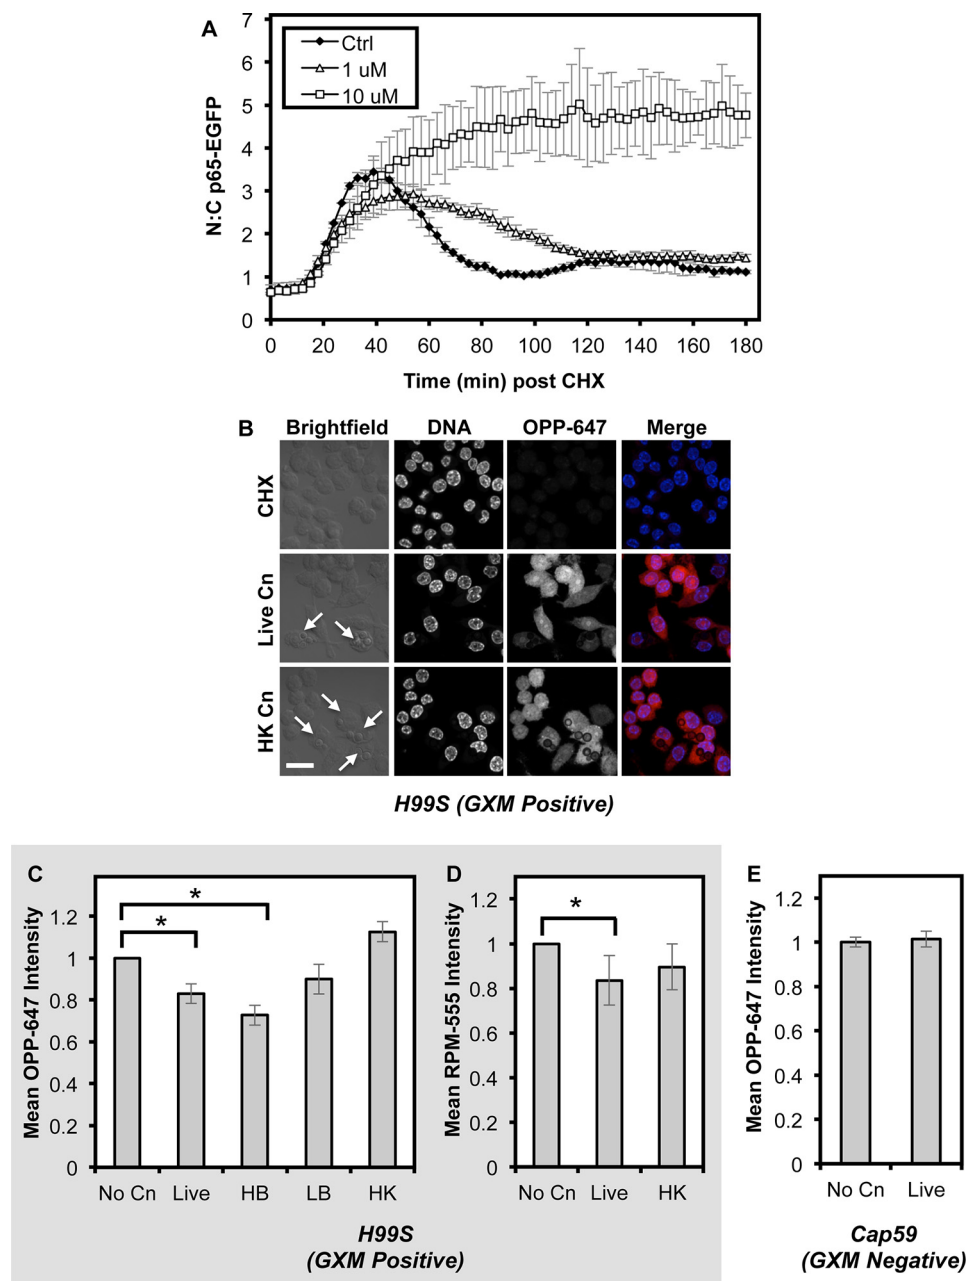 A
7
6
5
4
3
2
1
0
N:C p65-EGFP
Ctrl
1 uM
10 uM
0 20 40 60 80 100 120 140 160 180
Time (min) post CHX
B
Brightfield DNA OPP-647 Merge
CHX
Live Cn
HK Cn
H99S (GXM Positive)
C
Mean OPP-647 Intensity
1.2
1
0.8
0.6
0.4
0.2
0
*
*
No Cn Live HB LB HK
D
Mean RPM-555 Intensity
1.2
1
0.8
0.6
0.4
0.2
0
*
No Cn Live HK
H99S
(GXM Positive)
E
Mean OPP-647 Intensity
1.2
1
0.8
0.6
0.4
0.2
0
No Cn Live
Cap59
(GXM Negative)